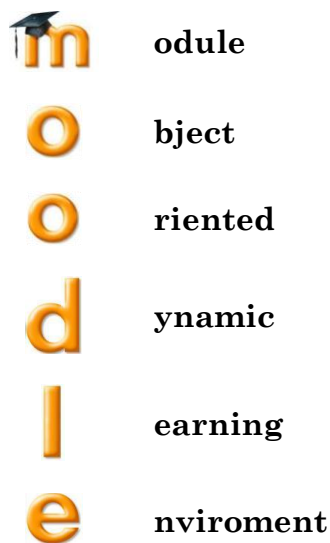 m odule
o bject
o riented
d ynamic
l earning
e nviroment